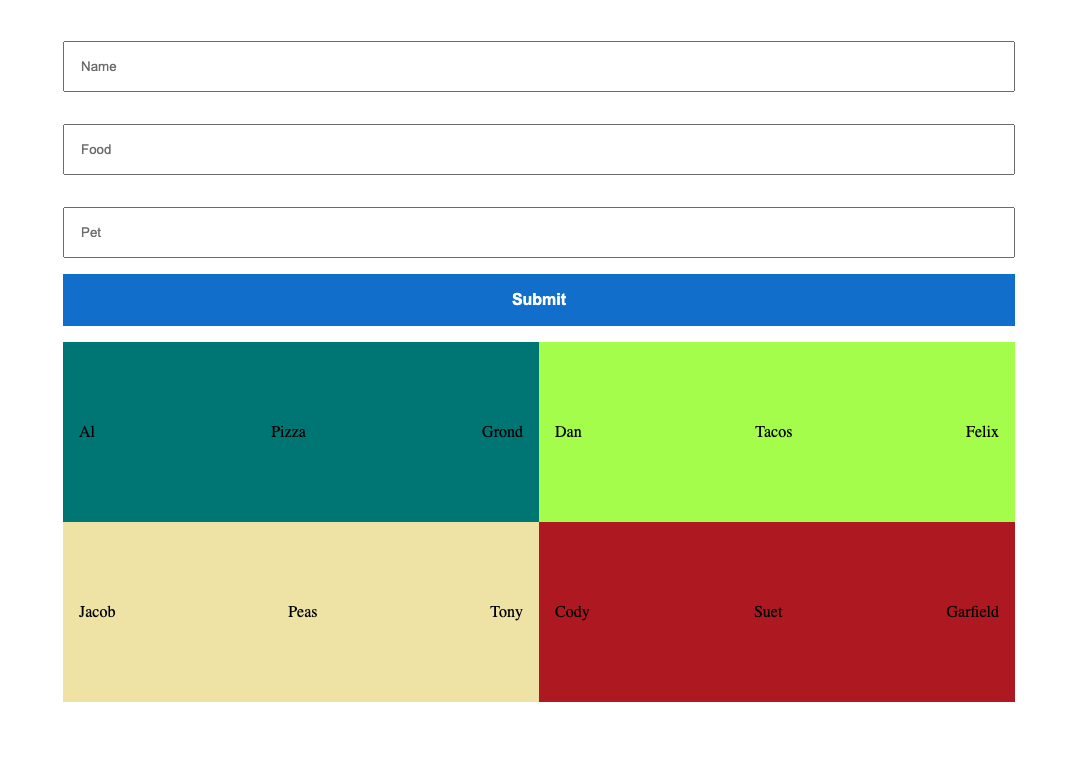 Name
Food
Pet
Submit
Al Pizza Grond Dan Tacos Felix
Jacob Peas Tony Cody Suet Garfield